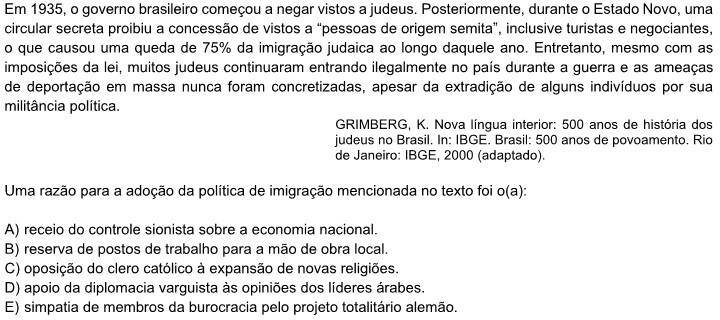 Em 1935, o governo brasileiro começou a negar vistos a judeus. Posteriormente, durante o Estado Novo, uma
circular secreta proibiu a concessão de vistos a “pessoas de origem semita”, inclusive turistas e negociantes,
o que causou uma queda de 75% da imigração judaica ao longo daquele ano. Entretanto, mesmo com as
imposições da lei, muitos judeus continuaram entrando ilegalmente no país durante a guerra e as ameaças
de deportação em massa nunca foram concretizadas, apesar da extradição de alguns indivíduos por sua
militância política.
GRIMBERG, K. Nova língua interior: 500 anos de história dos
judeus no Brasil. In: IBGE. Brasil: 500 anos de povoamento. Rio
de Janeiro: IBGE, 2000 (adaptado).
Uma razão para a adoção da política de imigração mencionada no texto foi o(a):
A) receio do controle sionista sobre a economia nacional.
B) reserva de postos de trabalho para a mão de obra local.
C) oposição do clero católico à expansão de novas religiões.
D) apoio da diplomacia varguista às opiniões dos líderes árabes.
E) simpatia de membros da burocracia pelo projeto totalitário alemão.